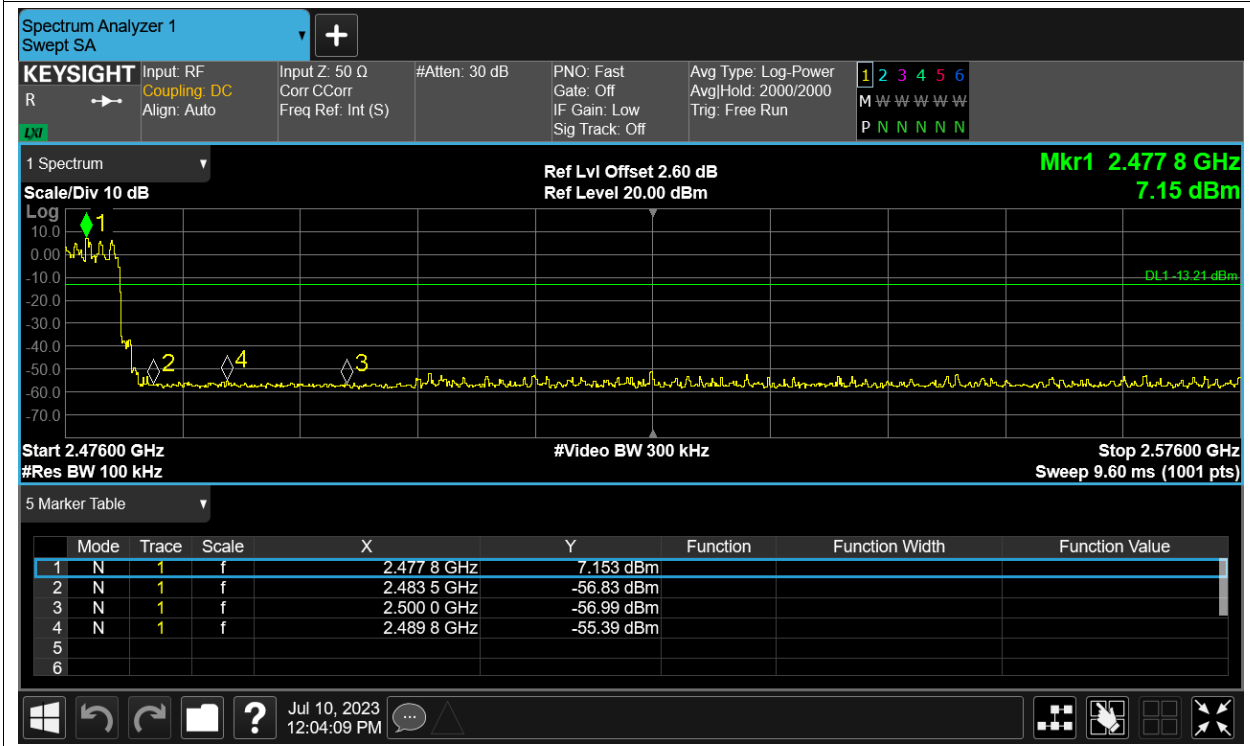 Spectrum Analyzer 1
Swept SA
KEYSIGHT
R
LXI
Input: RF
Coupling: DC
Align: Auto
Input Z: 50 Ω
Corr CCorr
Freq Ref: Int (S)
#Atten: 30 dB
PNO: Fast
Gate: Off
IF Gain: Low
Sig Track: Off
Avg Type: Log-Power
Avg|Hold: 2000/2000
Trig: Free Run
1 2 3 4 5 6
M W W W W W
P N N N N N
1 Spectrum
Scale/Div 10 dB
Ref Lvl Offset 2.60 dB
Ref Level 20.00 dBm
Mkr1 2.477 8 GHz
7.15 dBm
Log
10.0
0.00
-10.0
-20.0
-30.0
-40.0
-50.0
-60.0
-70.0
1
2
4
3
DL1 -13.21 dBm
Start 2.47600 GHz
#Res BW 100 kHz
#Video BW 300 kHz
Stop 2.57600 GHz
Sweep 9.60 ms (1001 pts)
5 Marker Table
Mode Trace Scale X Y Function Function Width Function Value
1 N 1 f 2.477 8 GHz 7.153 dBm
2 N 1 f 2.483 5 GHz -56.83 dBm
3 N 1 f 2.500 0 GHz -56.99 dBm
4 N 1 f 2.489 8 GHz -55.39 dBm
5
6
?
Jul 10, 2023
12:04:09 PM